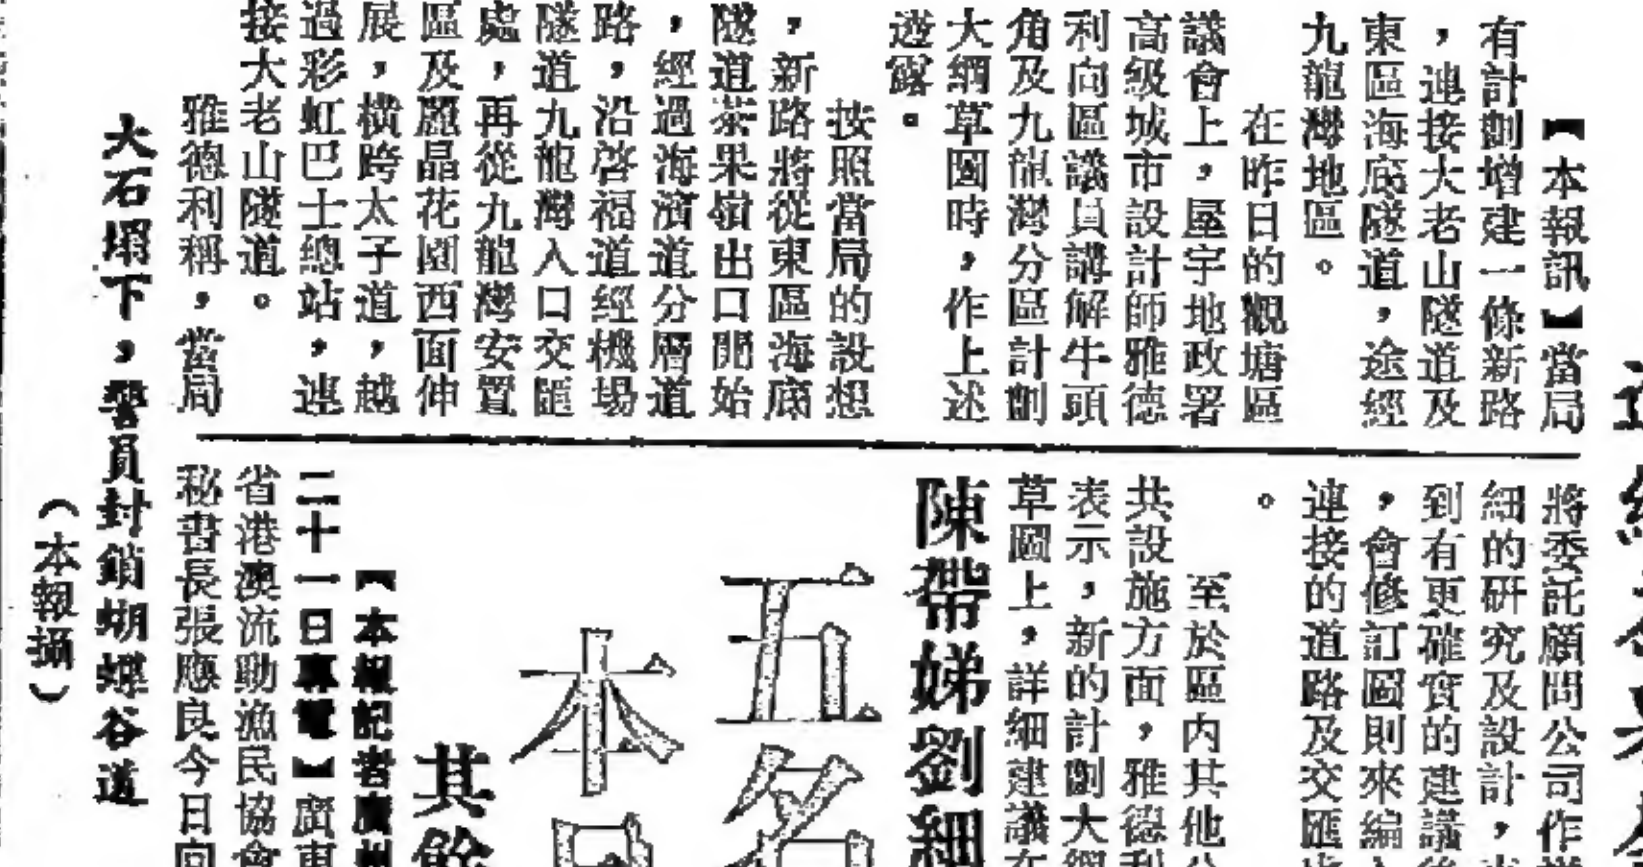 【本報訊】當局
有計劃增建一條新路
，連接大老山隧道及
東區海底隧道，途經
九龍灣地區。
在昨日的觀塘區
議會上，屋宇地政署
高級城市設計師雅德
利向區議員講解牛頭
角及九龍灣分區計劃
大綱草圖時，作上述
透露。
按照當局的設想
，新路將從東區海底
隧道茶果嶺出口開始
，經過海濱道分層道
路，沿啓福道經機場
隧道九龍灣入口交匯
處，再從九龍灣安置
區及麗晶花園西面伸
展，橫跨太子道，越
過彩虹巴士總站，連
接大老山隧道。
雅德利稱，當局
將委託顧問公司作
細的研究及設計，
到有更確實的建議
，會修訂圖則來編
連接的道路及交匯
。
至於區內其他
共設施方面，雅德
表示，新的計劃大
草圖上，詳細建議
陳帶娣劉細
五名
本
其餘
【本報記者廣州
二十一日專電】廣東
省港澳流動漁民協會
秘書長張應良今日向
大石塌下，警員封鎖蝴蝶谷道
（本報攝）